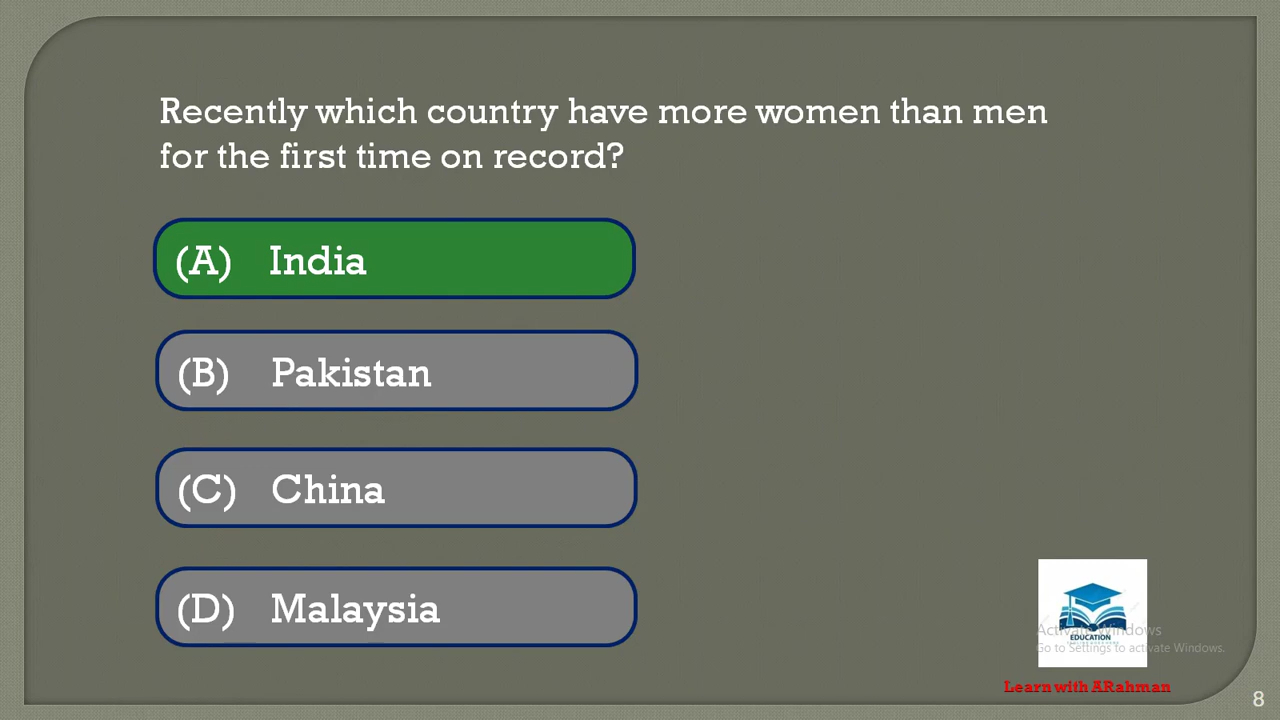 Recently which country have more women than men
for the first time on record?
(A) India
(B) Pakistan
(C) China
(D) Malaysia
EDUCATION
Activate Windows
Go to Settings to activate Windows.
Learn with ARahman
8